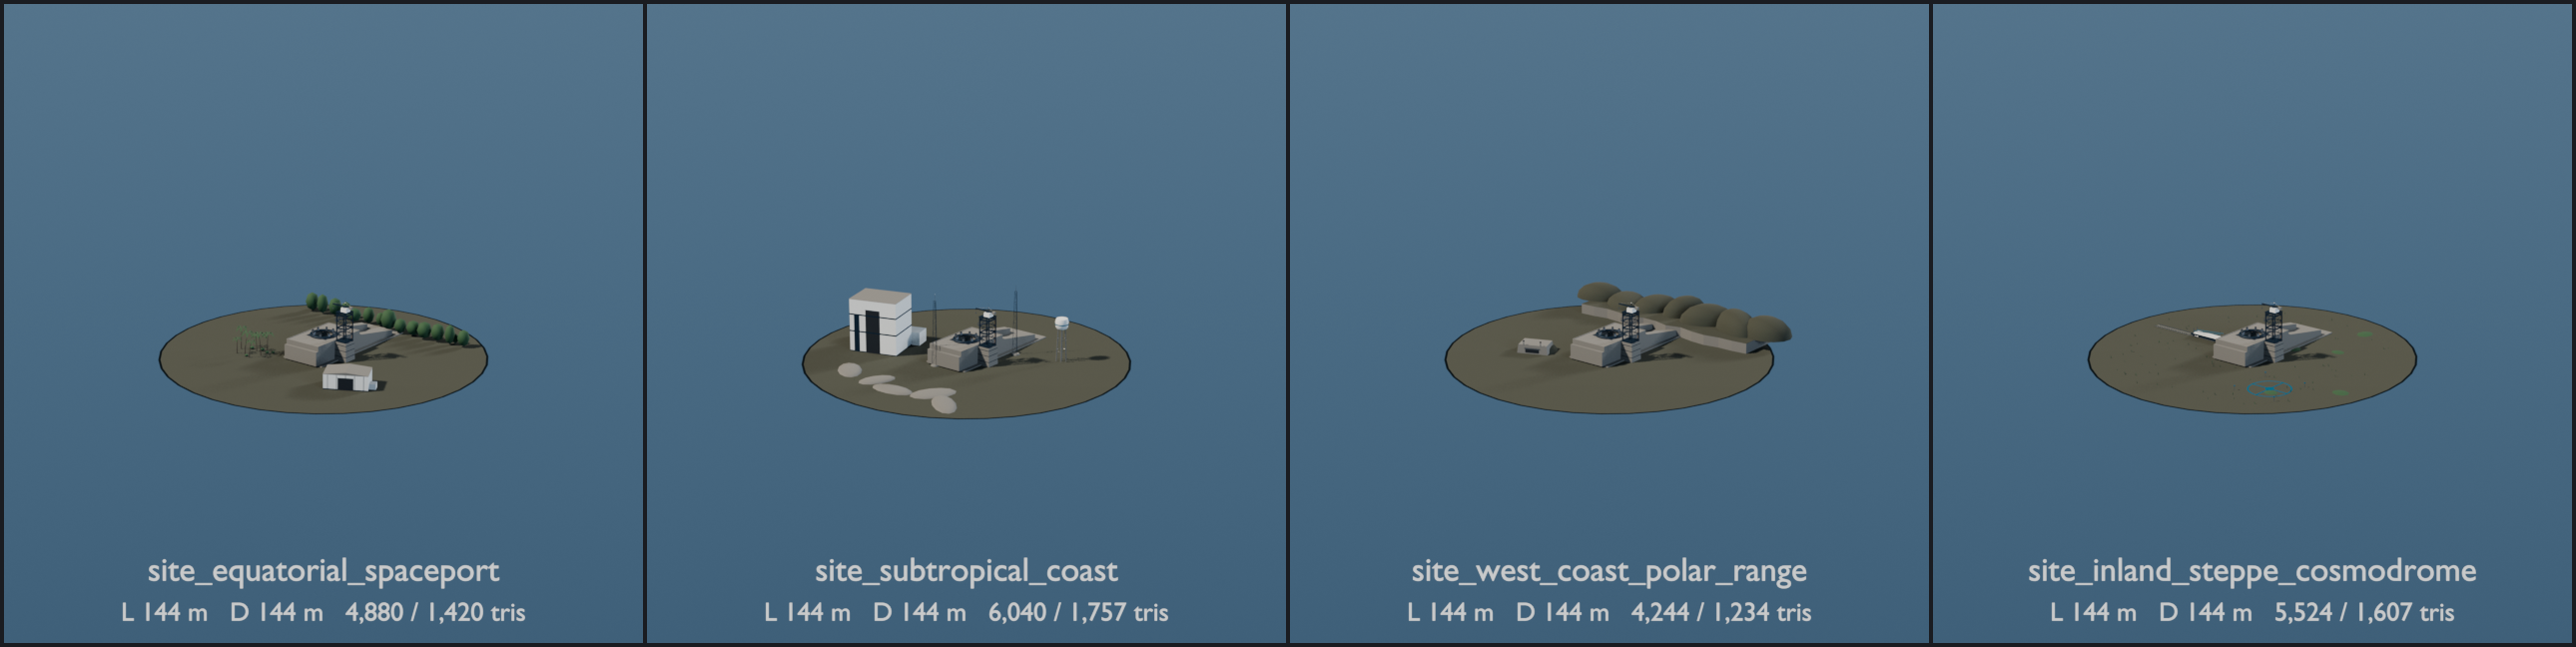 site_equatorial_spaceport
L 144 m D 144 m 4,880 / 1,420 tris
site_subtropical_coast
L 144 m D 144 m 6,040 / 1,757 tris
site_west_coast_polar_range
L 144 m D 144 m 4,244 / 1,234 tris
site_inland_steppe_cosmodrome
L 144 m D 144 m 5,524 / 1,607 tris